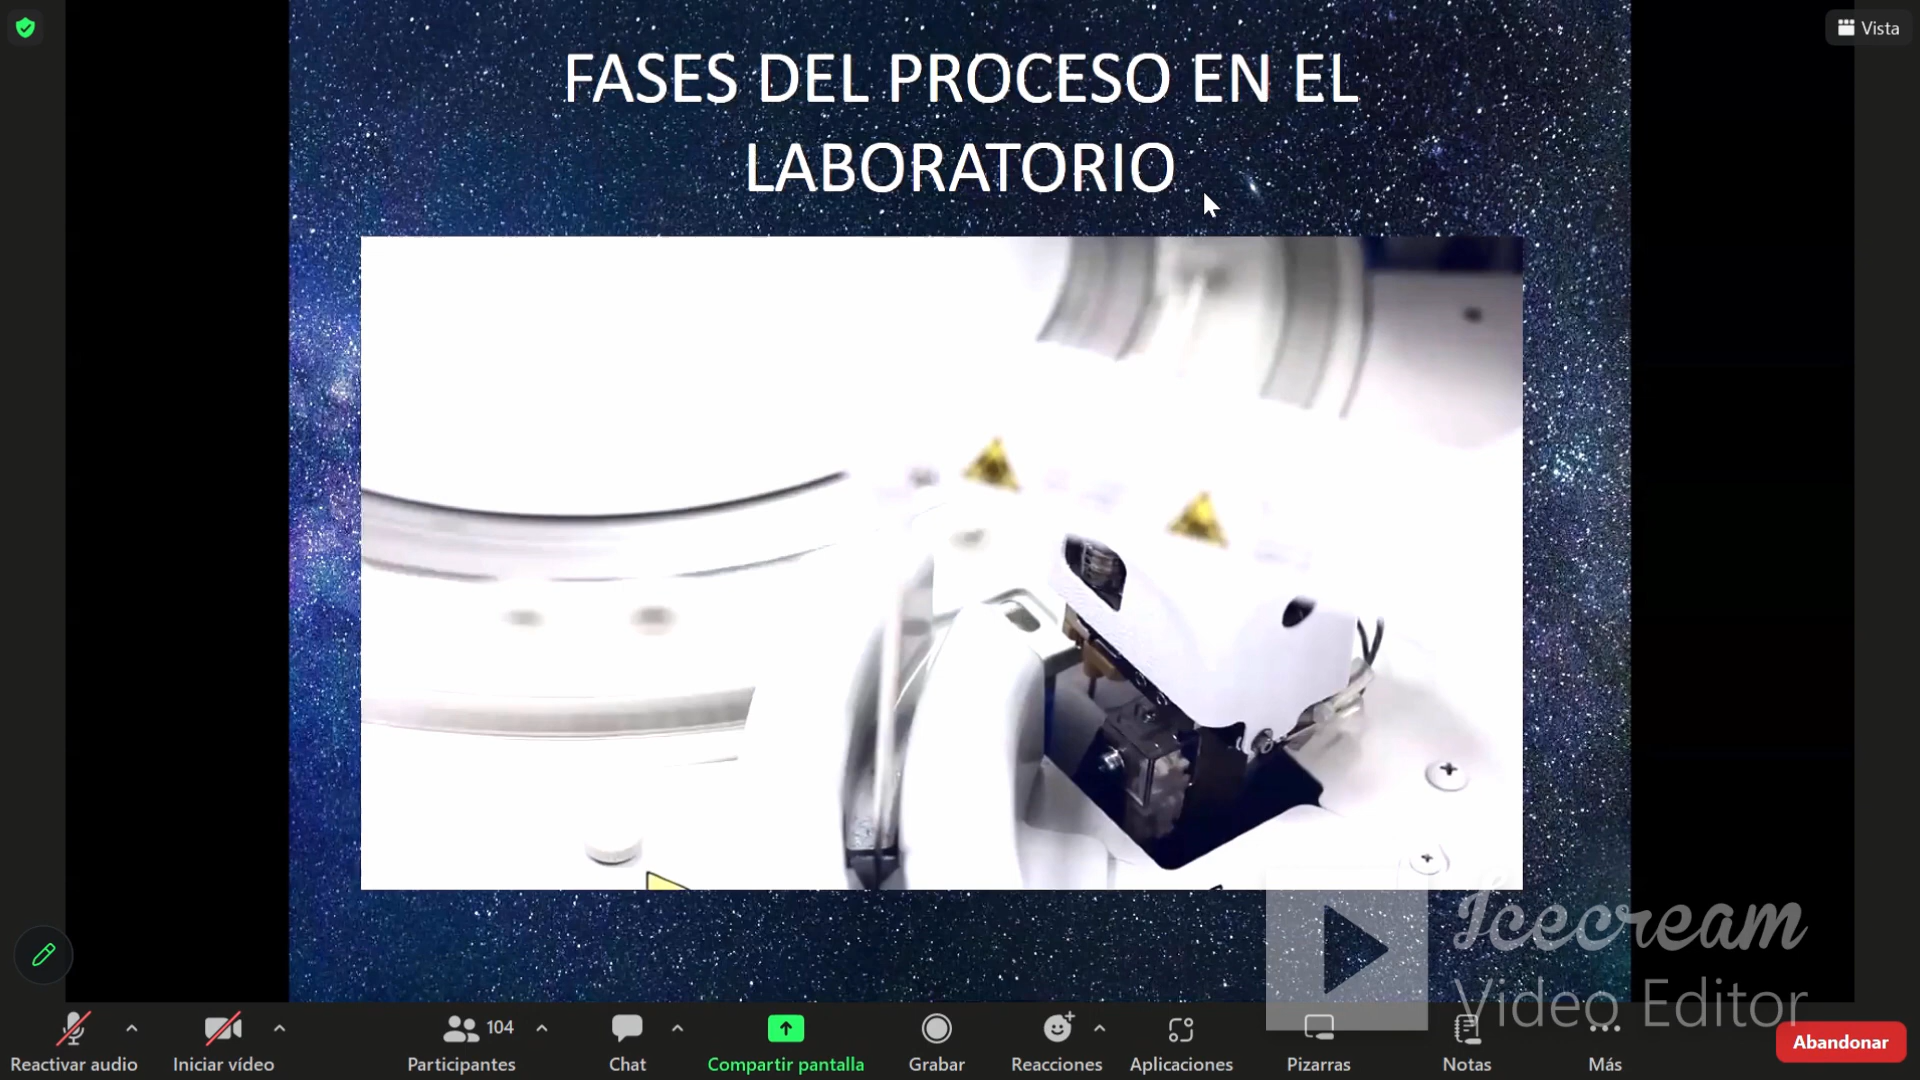 Vista
FASES DEL PROCESO EN EL
LABORATORIO
Icecream
Video Editor
104
Reactivar audio
Iniciar vídeo
Participantes
Chat
Compartir pantalla
Grabar
Reacciones
Aplicaciones
Pizarras
Notas
Más
Abandonar